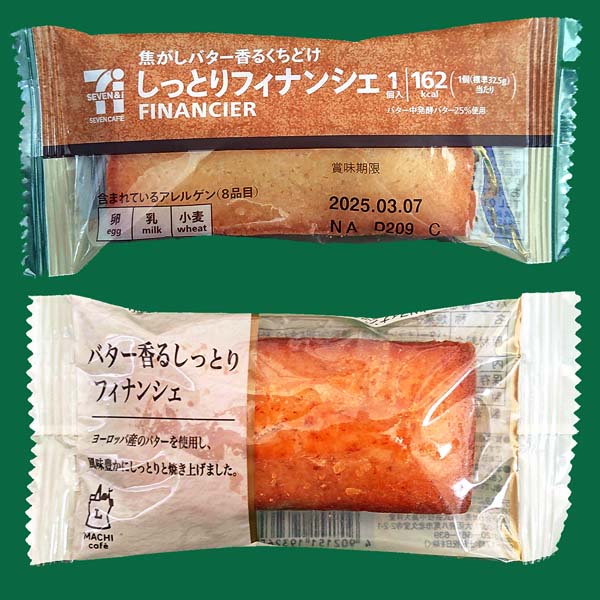 焦がしバター香るくちどけ
しっとりフィナンシェ
FINANCIER
1個入
162 kcal
1個(標準32.5g)当たり
バター中発酵バター25%使用
SEVEN&i
SEVEN CAFÉ
賞味期限
2025.03.07
NA P209 C
含まれているアレルゲン(8品目)
卵 乳 小麦
egg milk wheat
バター香るしっとり
フィナンシェ
ヨーロッパ産のバターを使用し、
風味豊かにしっとりと焼き上げました。
L
MACHI
café